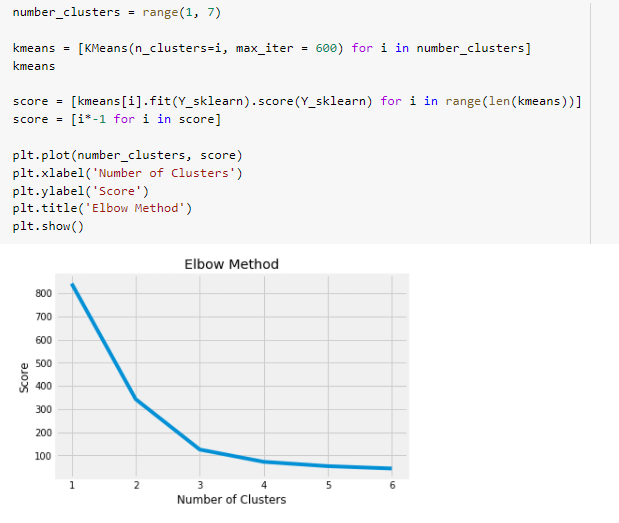 number_clusters = range(1, 7)
kmeans = [KMeans(n_clusters=i, max_iter = 600) for i in number_clusters]
kmeans
score = [kmeans[i].fit(Y_sklearn).score(Y_sklearn) for i in range(len(kmeans))]
score = [i*-1 for i in score]
plt.plot(number_clusters, score)
plt.xlabel('Number of Clusters')
plt.ylabel('Score')
plt.title('Elbow Method')
plt.show()
Elbow Method
800
700
600
500
400
300
200
100
Score
1 2 3 4 5 6
Number of Clusters